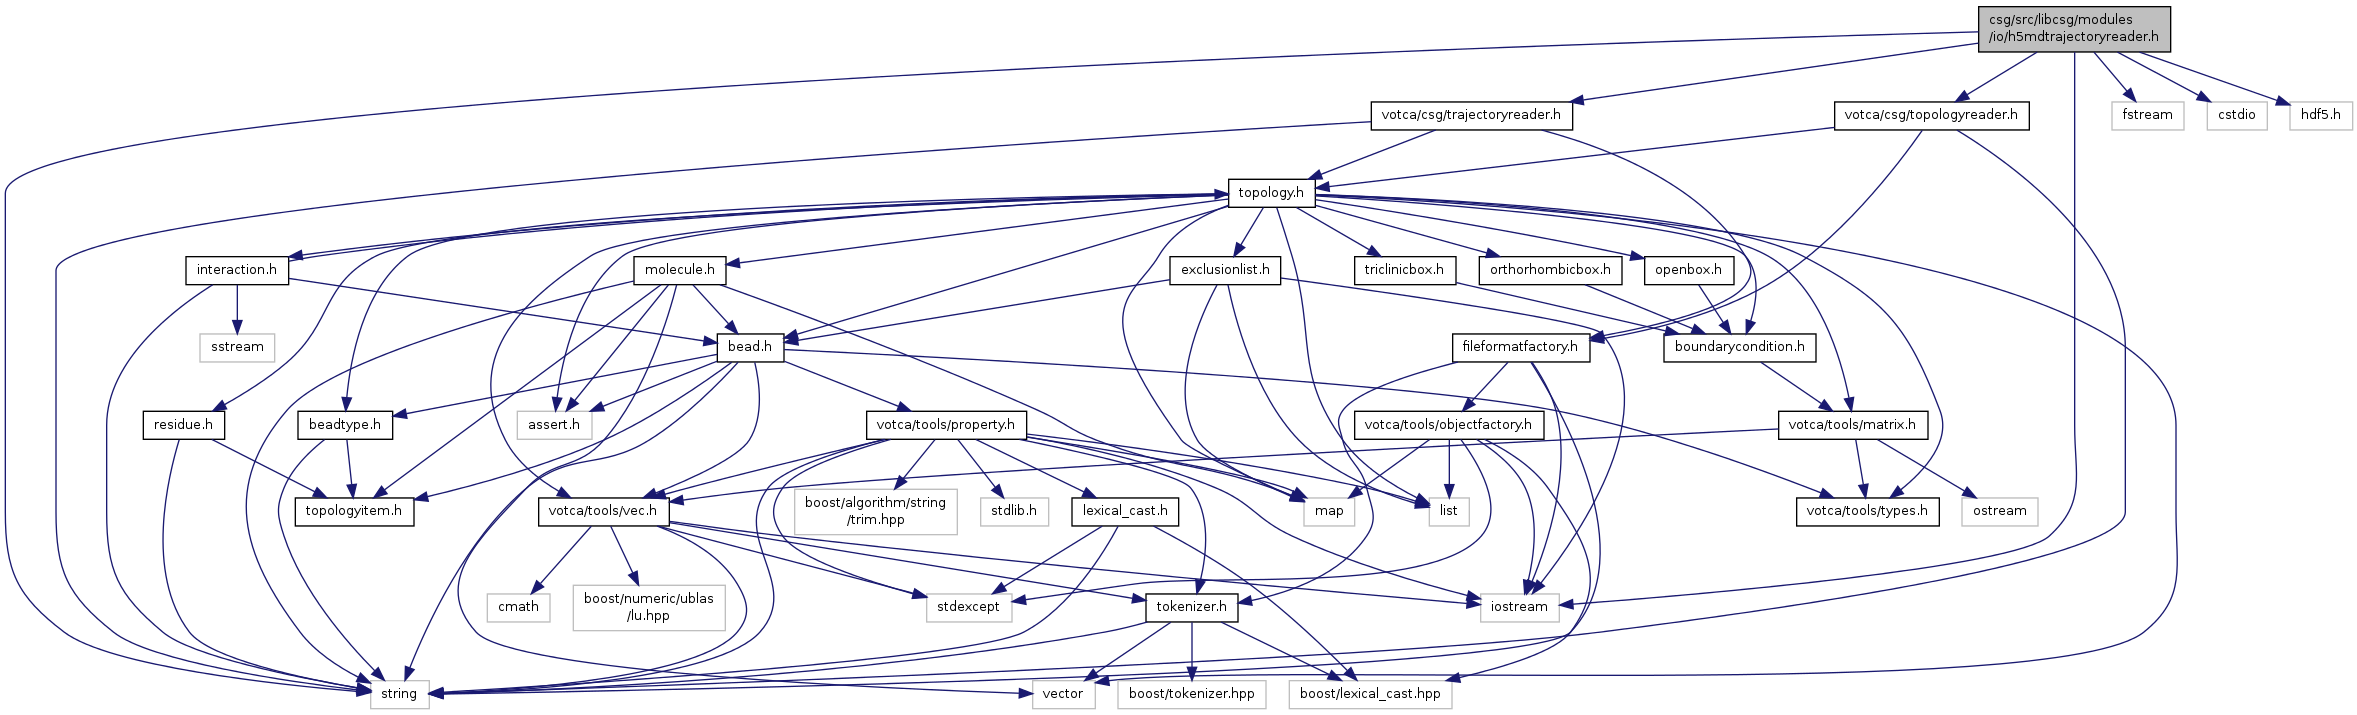 csg/src/libcsg/modules
/io/h5mdtrajectoryreader.h
votca/csg/trajectoryreader.h
votca/csg/topologyreader.h
fstream
cstdio
hdf5.h
topology.h
interaction.h
molecule.h
exclusionlist.h
triclinicbox.h
orthorhombicbox.h
openbox.h
sstream
bead.h
fileformatfactory.h
boundarycondition.h
residue.h
beadtype.h
assert.h
votca/tools/property.h
votca/tools/objectfactory.h
votca/tools/matrix.h
topologyitem.h
votca/tools/vec.h
boost/algorithm/string
/trim.hpp
stdlib.h
lexical_cast.h
map
list
votca/tools/types.h
ostream
cmath
boost/numeric/ublas
/lu.hpp
stdexcept
tokenizer.h
iostream
string
vector
boost/tokenizer.hpp
boost/lexical_cast.hpp